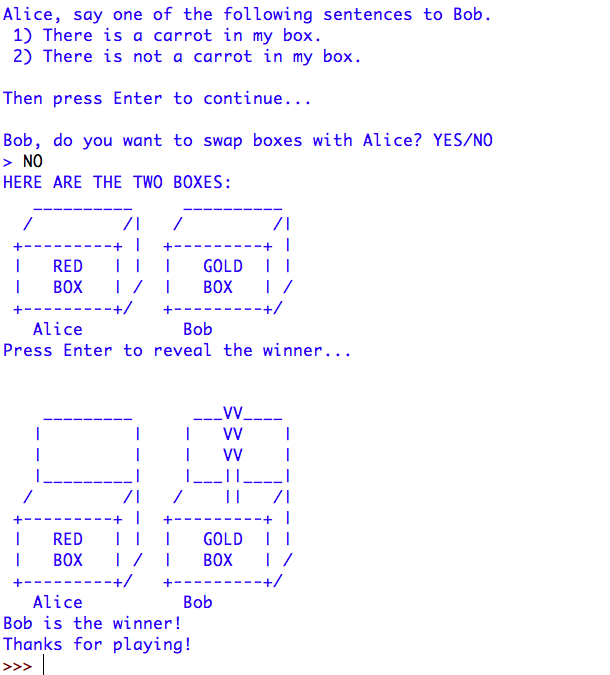 Alice, say one of the following sentences to Bob.
 1) There is a carrot in my box.
 2) There is not a carrot in my box.

Then press Enter to continue...

Bob, do you want to swap boxes with Alice? YES/NO
> NO
HERE ARE THE TWO BOXES:
   __________     __________
  /         /|   /         /|
 +---------+ |  +---------+ |
 |   RED   | |  |   GOLD  | |
 |   BOX   | /  |   BOX   | /
 +---------+/   +---------+/
   Alice          Bob
Press Enter to reveal the winner...


    _________      ___VV____
   |         |    |   VV    |
   |         |    |   VV    |
   |_________|    |___||____|
  /         /|   /    ||   /|
 +---------+ |  +---------+ |
 |   RED   | |  |   GOLD  | |
 |   BOX   | /  |   BOX   | /
 +---------+/   +---------+/
   Alice          Bob
Bob is the winner!
Thanks for playing!
>>>